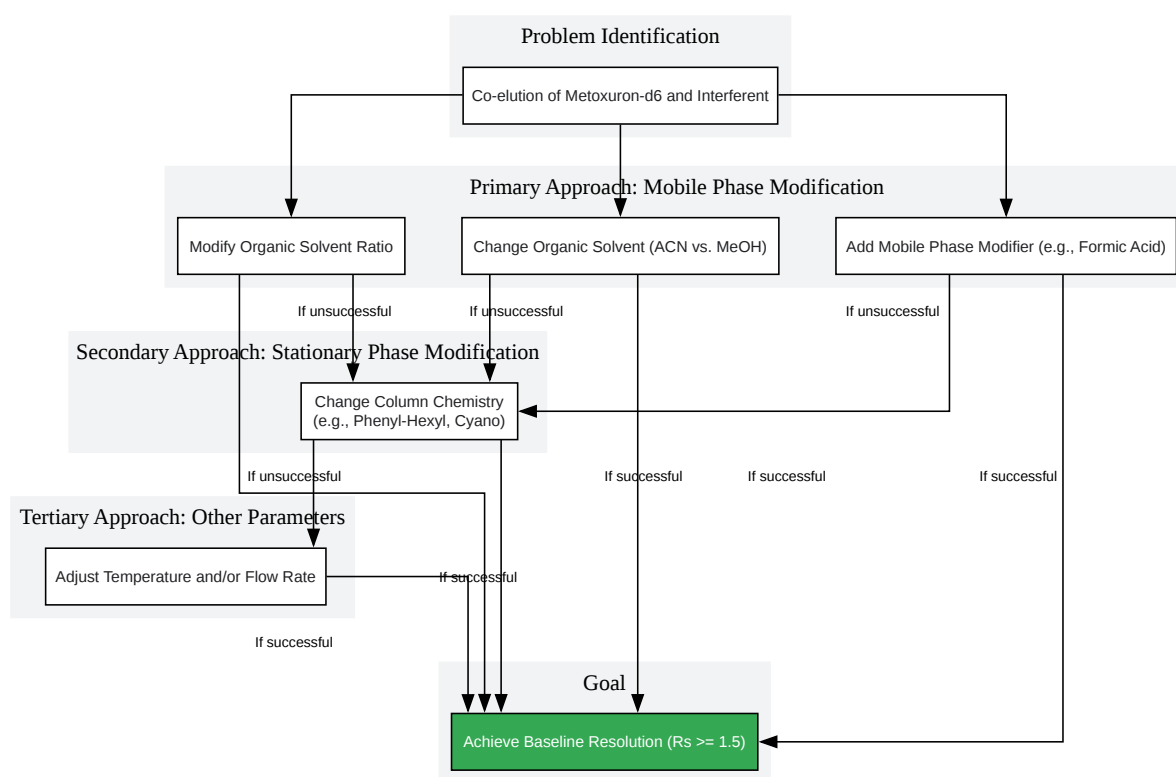 Problem Identification
Co-elution of Metoxuron-d6 and Interferent
Primary Approach: Mobile Phase Modification
Modify Organic Solvent Ratio
Change Organic Solvent (ACN vs. MeOH)
Add Mobile Phase Modifier (e.g., Formic Acid)
If unsuccessful
If unsuccessful
If unsuccessful
Secondary Approach: Stationary Phase Modification
Change Column Chemistry
(e.g., Phenyl-Hexyl, Cyano)
If unsuccessful
If successful
If successful
If successful
Tertiary Approach: Other Parameters
Adjust Temperature and/or Flow Rate
If successful
If successful
Goal
Achieve Baseline Resolution (Rs >= 1.5)